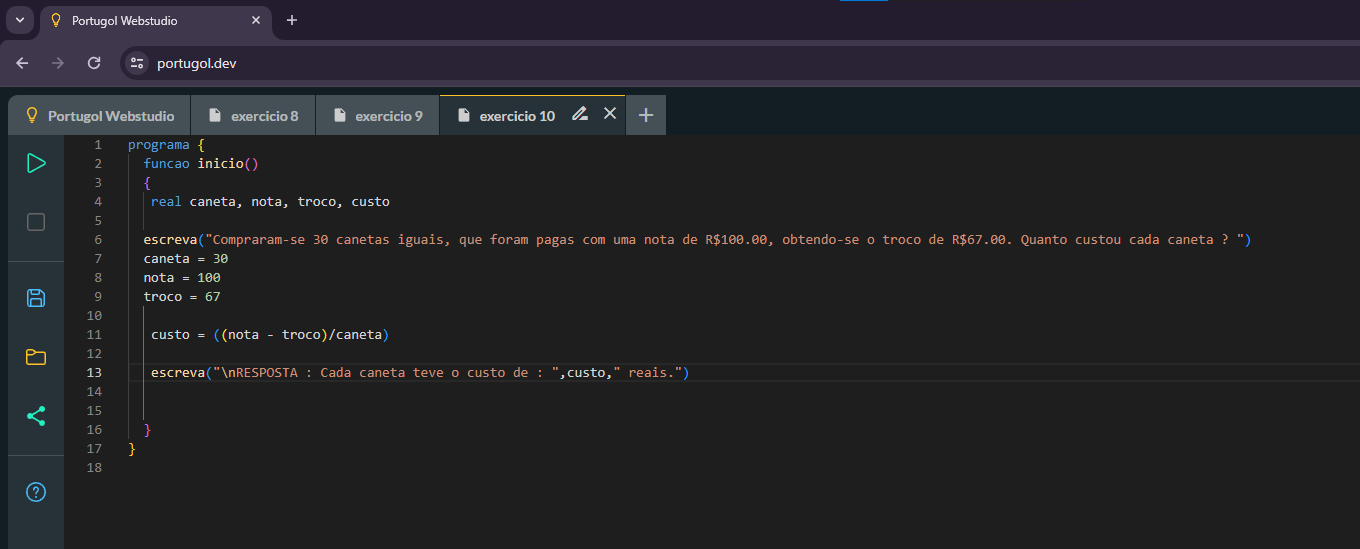 Portugol Webstudio
portugol.dev
Portugol Webstudio exercicio 8 exercicio 9 exercicio 10
1 programa {
2 funcao inicio()
3 {
4 real caneta, nota, troco, custo
5
6 escreva("Compraram-se 30 canetas iguais, que foram pagas com uma nota de R$100.00, obtendo-se o troco de R$67.00. Quanto custou cada caneta ? ")
7 caneta = 30
8 nota = 100
9 troco = 67
10
11 custo = ((nota - troco)/caneta)
12
13 escreva("\nRESPOSTA : Cada caneta teve o custo de : ",custo," reais.")
14
15
16 }
17 }
18